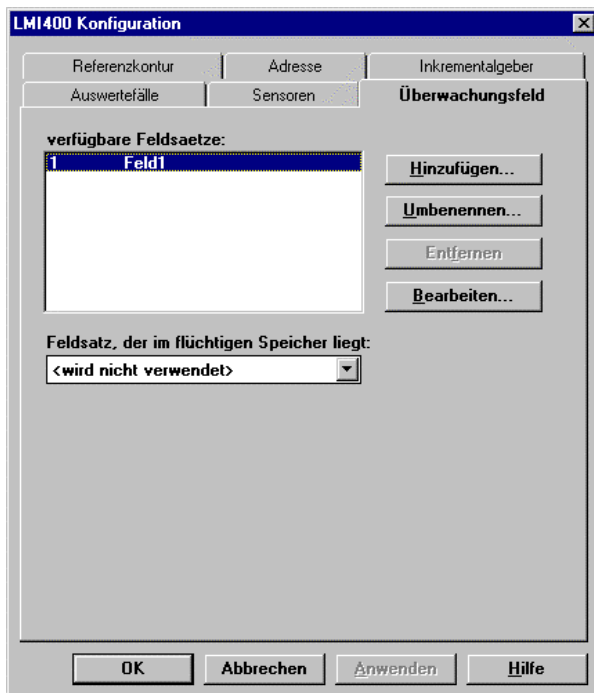 LMI400 Konfiguration
Referenzkontur Adresse Inkrementalgeber
Auswertefälle Sensoren Überwachungsfeld
verfügbare Feldsaetze:
1 Feld1
Hinzufügen...
Umbenennen...
Entfernen
Bearbeiten...
Feldsatz, der im flüchtigen Speicher liegt:
<wird nicht verwendet>
OK Abbrechen Anwenden Hilfe